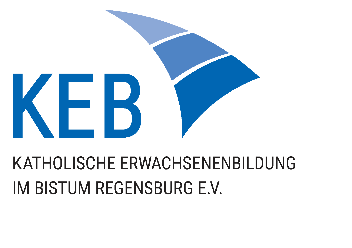 KEB
KATHOLISCHE ERWACHSENENBILDUNG
IM BISTUM REGENSBURG E.V.